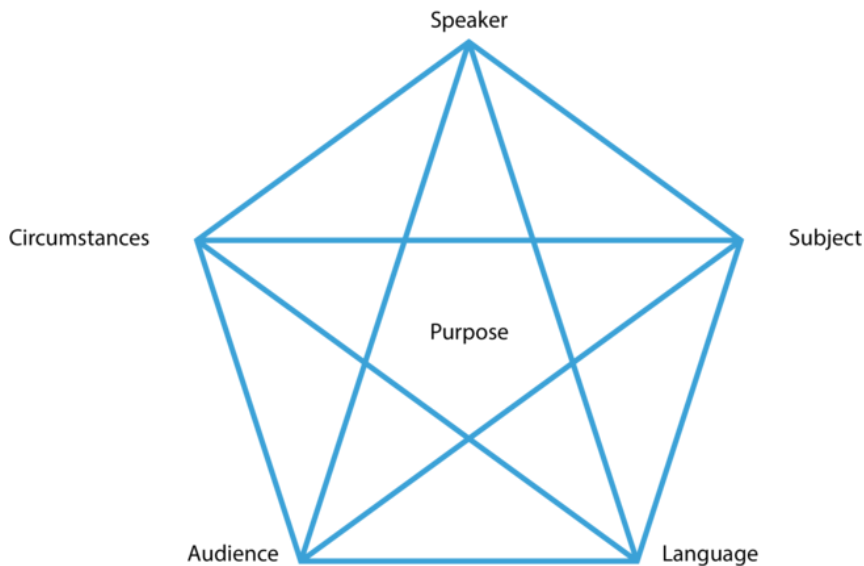 Speaker
Circumstances
Subject
Purpose
Audience
Language